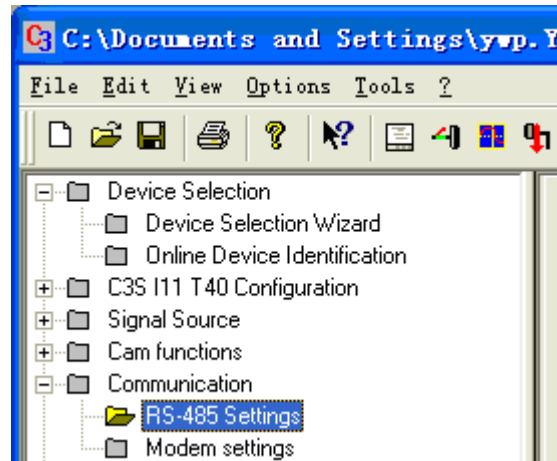 C3 C:\Documents and Settings\ywp.Y
File Edit View Options Tools ?
Device Selection
Device Selection Wizard
Online Device Identification
C3S I11 T40 Configuration
Signal Source
Cam functions
Communication
RS-485 Settings
Modem settings